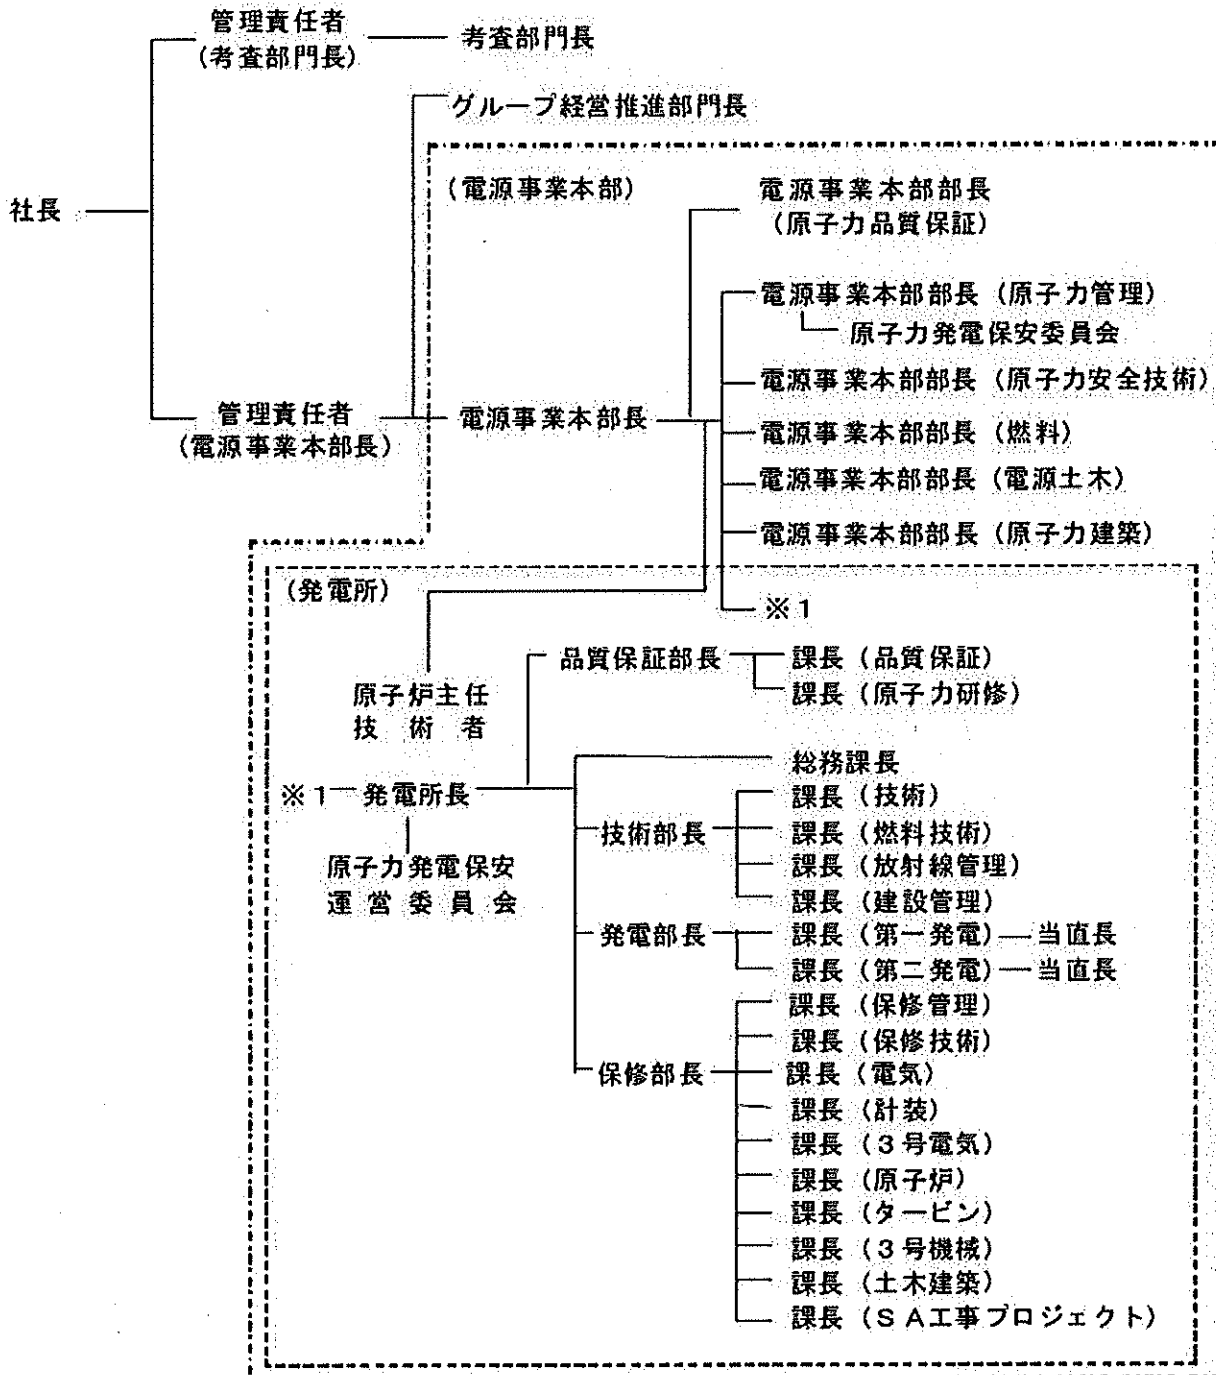 管理責任者
(考査部門長)
考査部門長
グループ経営推進部門長
社長
(電源事業本部)
電源事業本部部長
(原子力品質保証)
電源事業本部部長（原子力管理）
原子力発電保安委員会
電源事業本部部長（原子力安全技術）
管理責任者
(電源事業本部長)
電源事業本部長
電源事業本部部長（燃料）
電源事業本部部長（電源土木）
電源事業本部部長（原子力建築）
(発電所)
※１
原子炉主任
技術者
品質保証部長
課長（品質保証）
課長（原子力研修）
※１
発電所長
原子力発電保安
運営委員会
総務課長
技術部長
課長（技術）
課長（燃料技術）
課長（放射線管理）
課長（建設管理）
発電部長
課長（第一発電）
当直長
課長（第二発電）
当直長
保修部長
課長（保修管理）
課長（保修技術）
課長（電気）
課長（計装）
課長（３号電気）
課長（原子炉）
課長（タービン）
課長（３号機械）
課長（土木建築）
課長（ＳＡ工事プロジェクト）